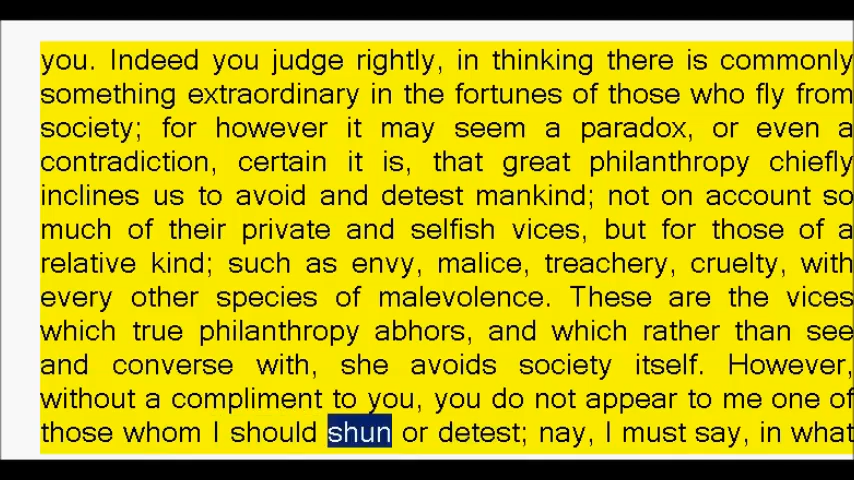 you. Indeed you judge rightly, in thinking there is commonly
something extraordinary in the fortunes of those who fly from
society; for however it may seem a paradox, or even a
contradiction, certain it is, that great philanthropy chiefly
inclines us to avoid and detest mankind; not on account so
much of their private and selfish vices, but for those of a
relative kind; such as envy, malice, treachery, cruelty, with
every other species of malevolence. These are the vices
which true philanthropy abhors, and which rather than see
and converse with, she avoids society itself. However,
without a compliment to you, you do not appear to me one of
those whom I should shun or detest; nay, I must say, in what